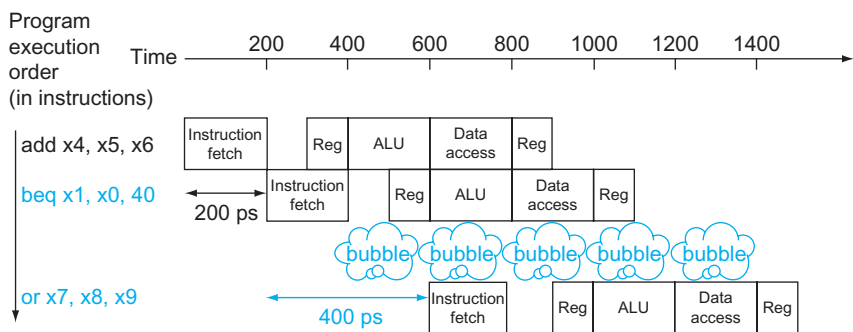 Program
execution
order
(in instructions)
Time
200 400 600 800 1000 1200 1400
add x4, x5, x6
Instruction
fetch
Reg
ALU
Data
access
Reg
beq x1, x0, 40
200 ps
Instruction
fetch
Reg
ALU
Data
access
Reg
bubble bubble bubble bubble bubble
or x7, x8, x9
400 ps
Instruction
fetch
Reg
ALU
Data
access
Reg